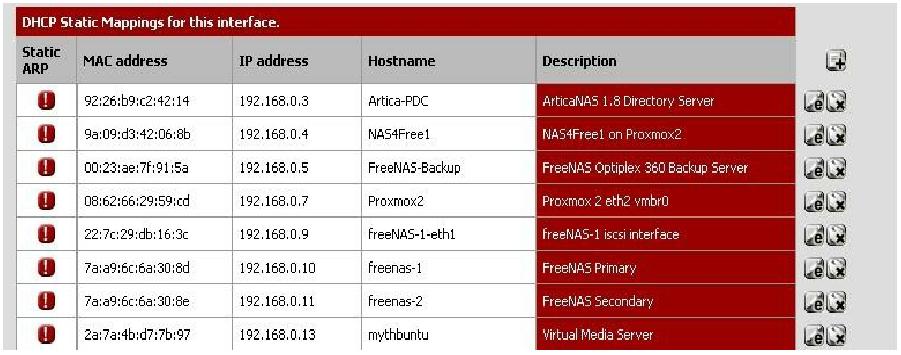 DHCP Static Mappings for this interface.
Static ARP MAC address IP address Hostname Description
92:26:b9:c2:42:14 192.168.0.3 Artica-PDC ArticaNAS 1.8 Directory Server
9a:09:d3:42:06:8b 192.168.0.4 NAS4Free1 NAS4Free1 on Proxmox2
00:23:ae:7f:91:5a 192.168.0.5 FreeNAS-Backup FreeNAS Optiplex 360 Backup Server
08:62:66:29:59:cd 192.168.0.7 Proxmox2 Proxmox 2 eth2 vmbr0
22:7c:29:db:16:3c 192.168.0.9 freeNAS-1-eth1 freeNAS-1 iscsi interface
7a:a9:6c:6a:30:8d 192.168.0.10 freenas-1 FreeNAS Primary
7a:a9:6c:6a:30:8e 192.168.0.11 freenas-2 FreeNAS Secondary
2a:7a:4b:d7:7b:97 192.168.0.13 mythbuntu Virtual Media Server